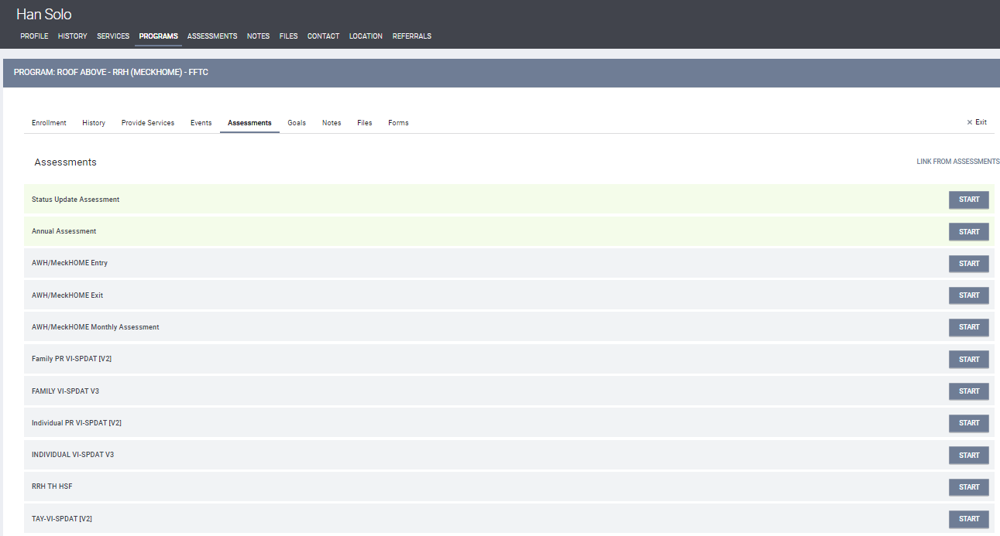 Han Solo
PROFILE HISTORY SERVICES PROGRAMS ASSESSMENTS NOTES FILES CONTACT LOCATION REFERRALS
PROGRAM: ROOF ABOVE - RRH (MECKHOME) - FFTC
Enrollment History Provide Services Events Assessments Goals Notes Files Forms × Exit
Assessments LINK FROM ASSESSMENTS
Status Update Assessment START
Annual Assessment START
AWH/MeckHOME Entry START
AWH/MeckHOME Exit START
AWH/MeckHOME Monthly Assessment START
Family PR VI-SPDAT [V2] START
FAMILY VI-SPDAT V3 START
Individual PR VI-SPDAT [V2] START
INDIVIDUAL VI-SPDAT V3 START
RRH TH HSF START
TAY-VI-SPDAT [V2] START